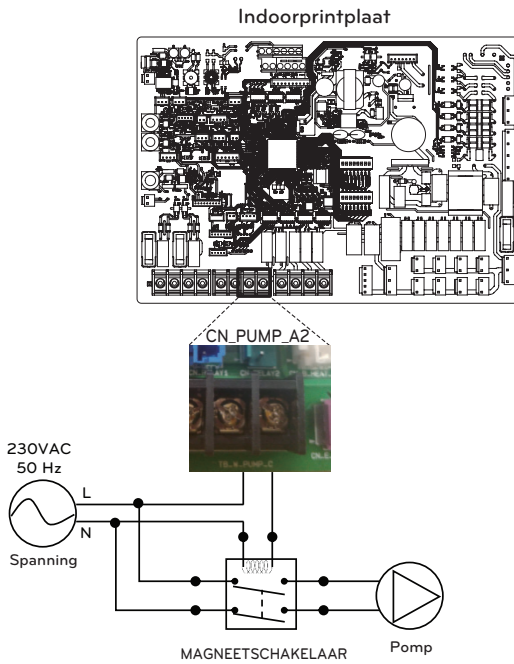 Indoorprintplaat
CN_PUMP_A2
230VAC
50 Hz
L
N
Spanning
MAGNEETSCHAKELAAR
Pomp